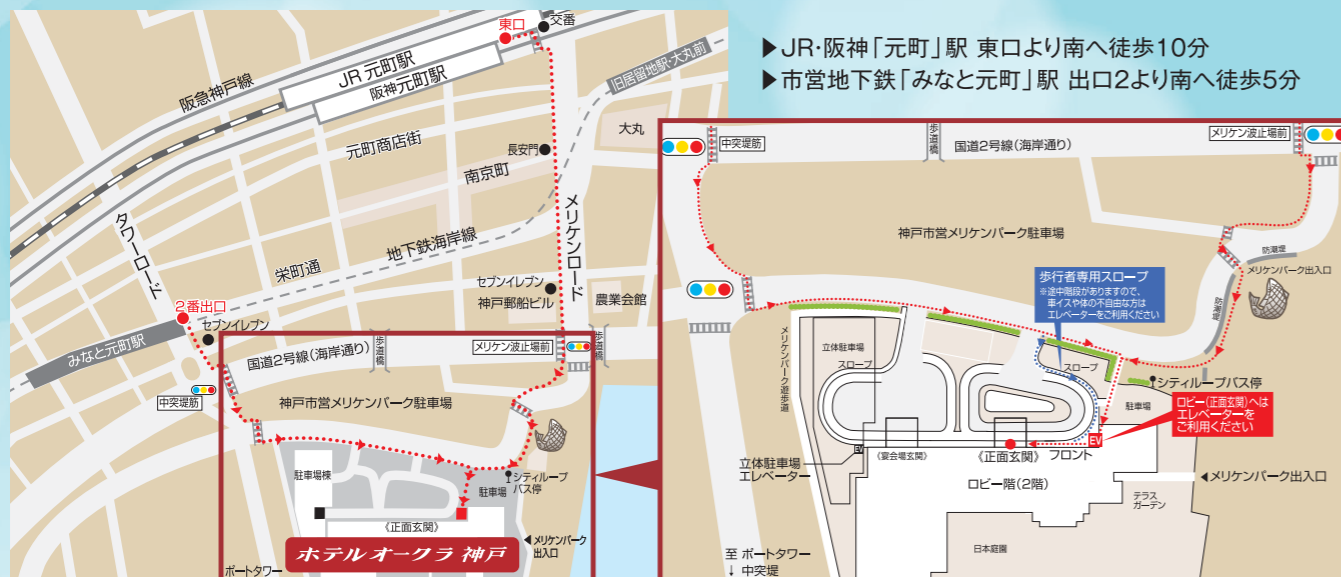 ▶JR・阪神「元町」駅 東口より南へ徒歩10分
▶市営地下鉄「みなと元町」駅 出口2より南へ徒歩5分
東口
交番
JR 元町駅
阪神元町駅
旧居留地駅・大丸前
阪急神戸線
大丸
元町商店街
長安門
南京町
タワーロード
メリケンロード
地下鉄海岸線
栄町通
セブンイレブン
神戸郵船ビル
農業会館
2番出口
セブンイレブン
みなと元町駅
国道2号線(海岸通り)
歩道橋
メリケン波止場前
歩道橋
中突堤筋
神戸市営メリケンパーク駐車場
駐車場棟
駐車場
シティループ
バス停
《正面玄関》
ホテルオークラ 神戸
◀メリケンパーク
出入口
ポートタワー
中突堤筋
歩道橋
国道2号線(海岸通り)
メリケン波止場前
神戸市営メリケンパーク駐車場
防潮堤
メリケンパーク出入口
防潮堤
歩行者専用スロープ
※途中階段がありますので、
車イスや体の不自由な方は
エレベーターをご利用ください
メリケンパーク遊歩道
立体駐車場
スロープ
スロープ
シティループバス停
駐車場
ロビー(正面玄関)へは
エレベーターを
ご利用ください
EV
EV
《宴会場玄関》
《正面玄関》
フロント
立体駐車場
エレベーター
ロビー階(2階)
◀メリケンパーク出入口
テラス
ガーデン
日本庭園
至 ポートタワー
↓ 中突堤